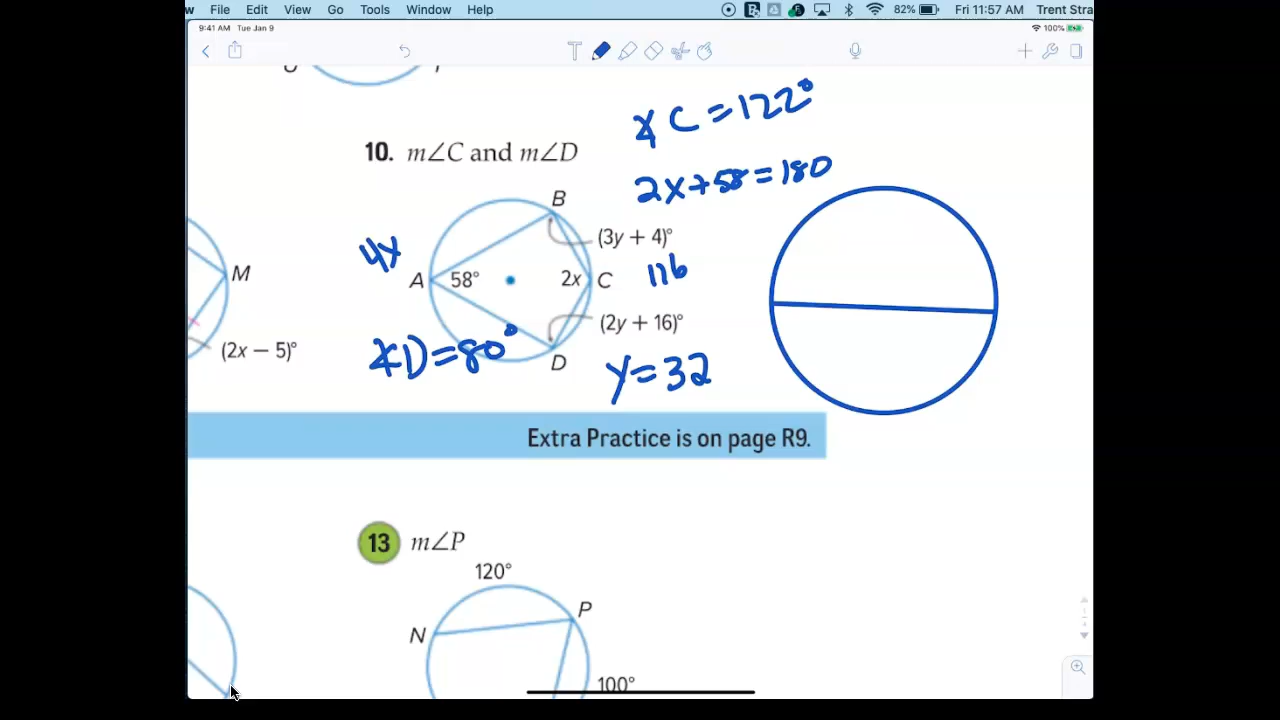 w File Edit View Go Tools Window Help 82% Fri 11:57 AM Trent Stra
9:41 AM Tue Jan 9 100%
∡ C = 122°
10. m∠C and m∠D
2x + 58 = 180
B
(3y + 4)°
4x
M
A 58° 2x C 116
(2y + 16)°
(2x − 5)°
∡D = 80°
D
y = 32
Extra Practice is on page R9.
13 m∠P
120°
P
N
100°